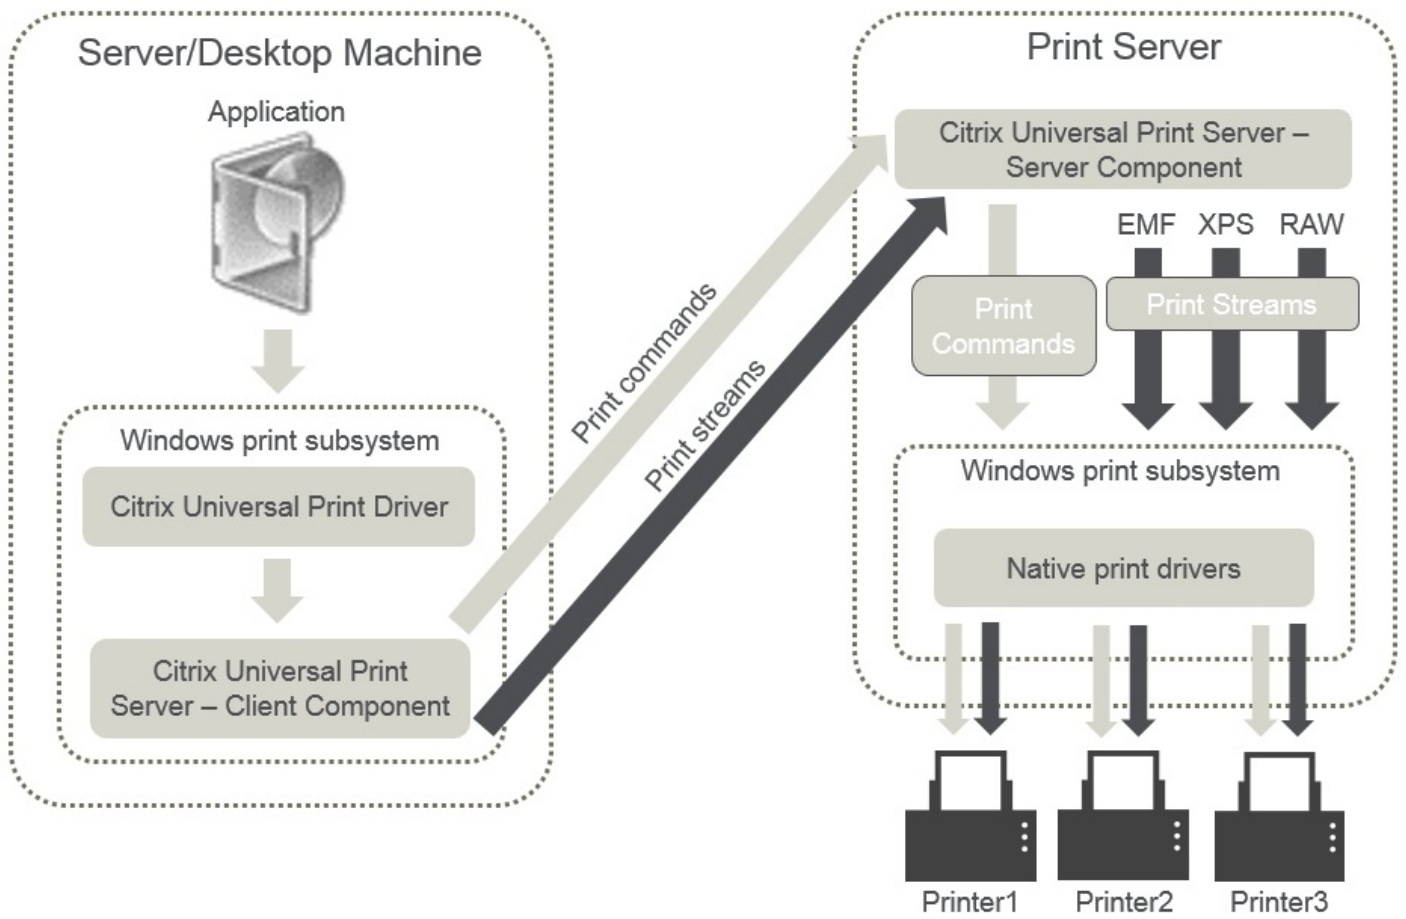 Server/Desktop Machine
Application
Windows print subsystem
Citrix Universal Print Driver
Citrix Universal Print
Server – Client Component
Print commands
Print streams
Print Server
Citrix Universal Print Server –
Server Component
EMF XPS RAW
Print
Commands
Print Streams
Windows print subsystem
Native print drivers
Printer1 Printer2 Printer3